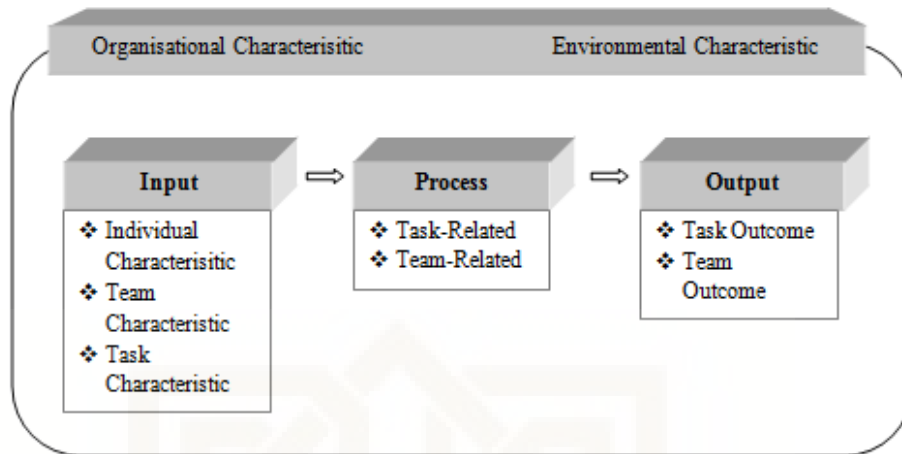 Organisational Characterisitic Environmental Characteristic
Input
❖ Individual
Characterisitic
❖ Team
Characteristic
❖ Task
Characteristic
Process
❖ Task-Related
❖ Team-Related
Output
❖ Task Outcome
❖ Team
Outcome